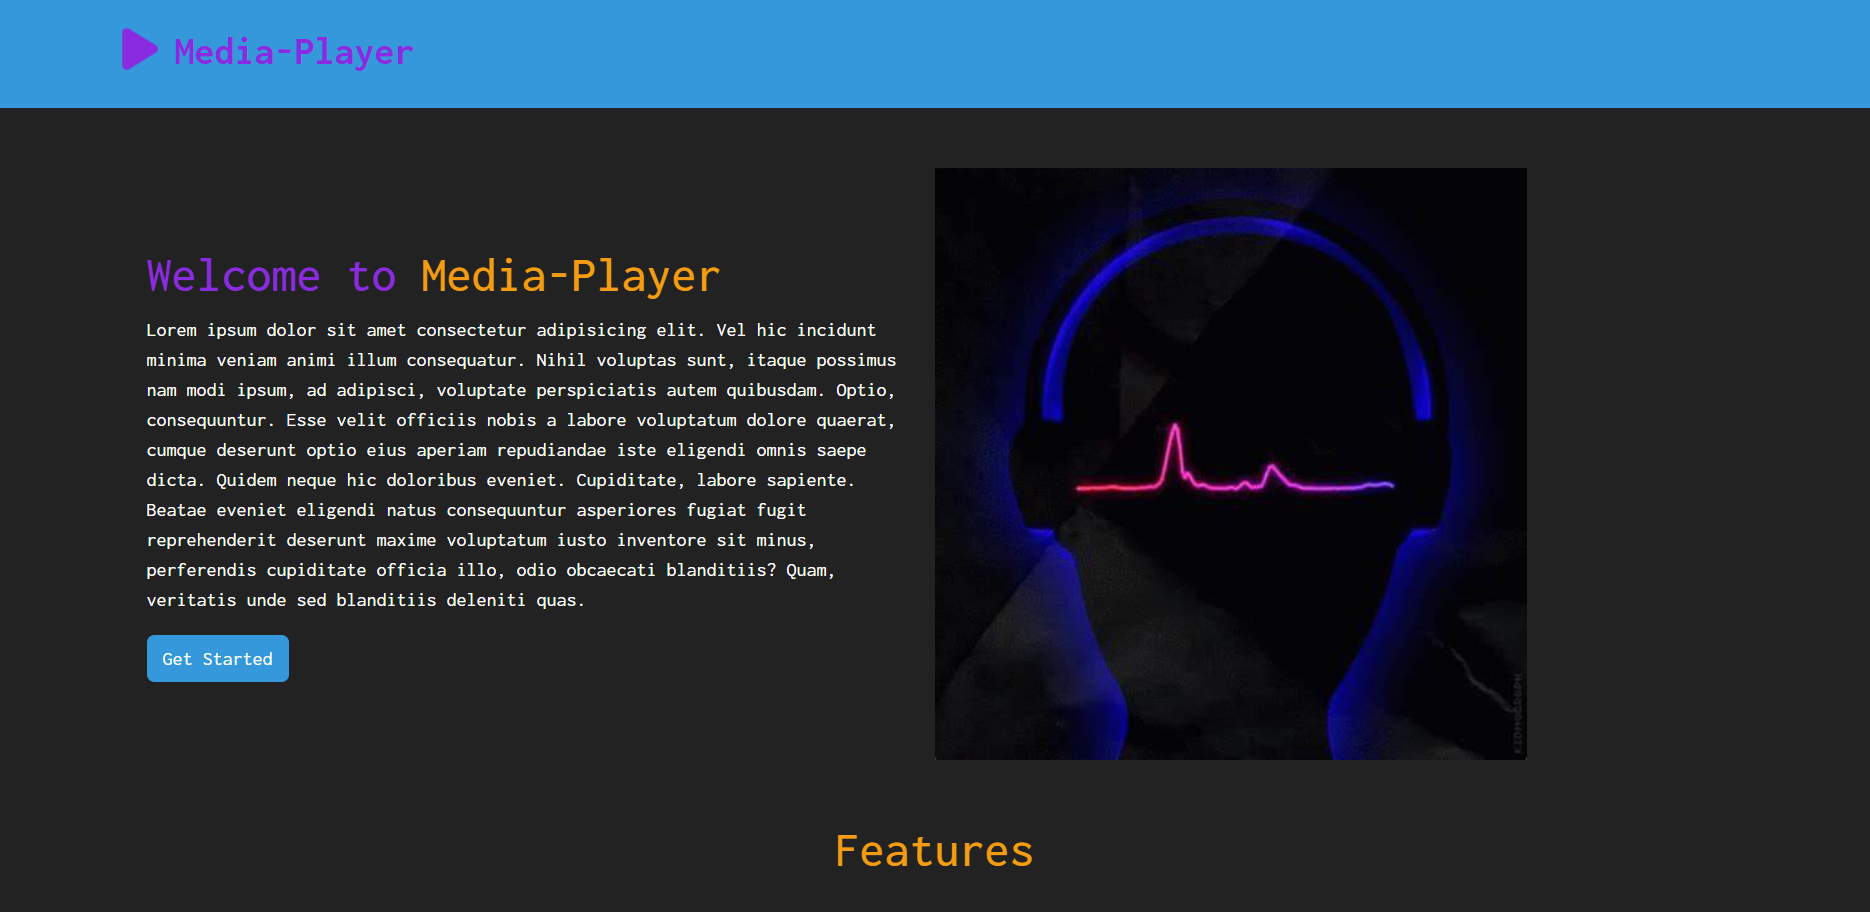 Media-Player
Welcome to Media-Player
Lorem ipsum dolor sit amet consectetur adipisicing elit. Vel hic incidunt
minima veniam animi illum consequatur. Nihil voluptas sunt, itaque possimus
nam modi ipsum, ad adipisci, voluptate perspiciatis autem quibusdam. Optio,
consequuntur. Esse velit officiis nobis a labore voluptatum dolore quaerat,
cumque deserunt optio eius aperiam repudiandae iste eligendi omnis saepe
dicta. Quidem neque hic doloribus eveniet. Cupiditate, labore sapiente.
Beatae eveniet eligendi natus consequuntur asperiores fugiat fugit
reprehenderit deserunt maxime voluptatum iusto inventore sit minus,
perferendis cupiditate officia illo, odio obcaecati blanditiis? Quam,
veritatis unde sed blanditiis deleniti quas.
Get Started
Features